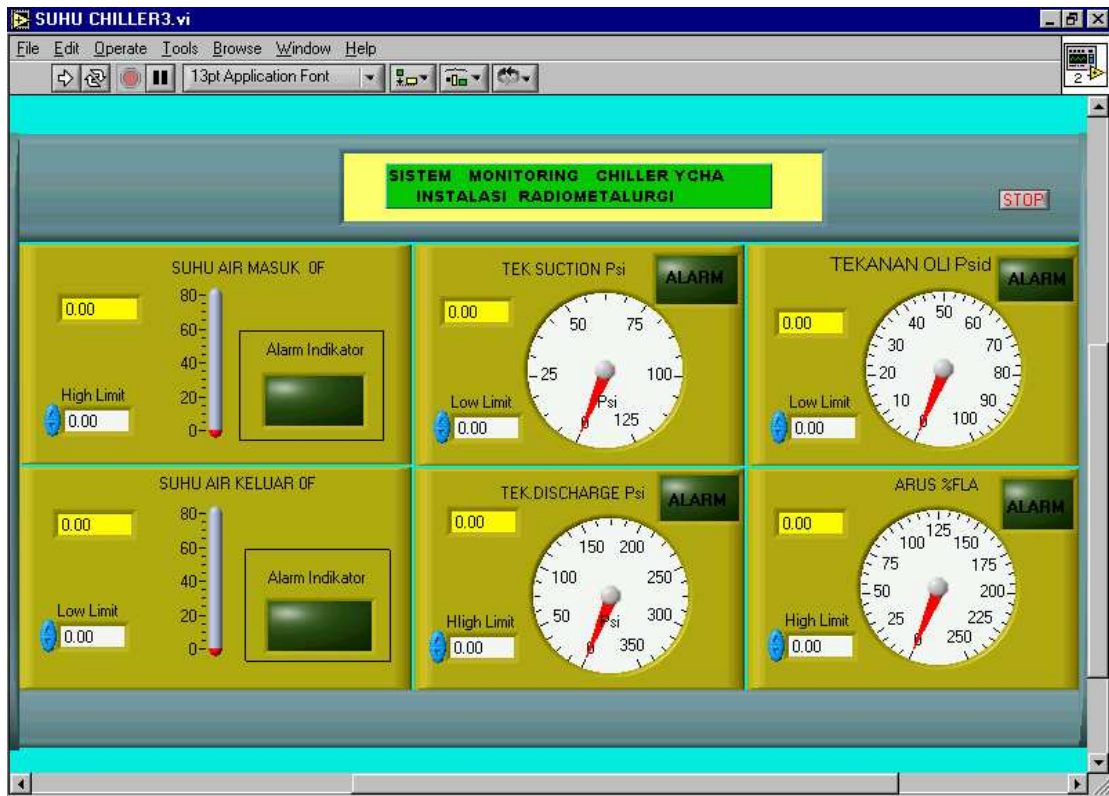 SUHU CHILLER3.vi
File Edit Operate Tools Browse Window Help
13pt Application Font
2
SISTEM MONITORING CHILLER YCHA
INSTALASI RADIOMETALURGI
STOP
SUHU AIR MASUK 0F
0.00
80
60
40
20
0
High Limit
0.00
Alarm Indikator
TEK SUCTION Psi
ALARM
0.00
0
25
50
75
100
125
Psi
Low Limit
0.00
TEKANAN OLI Psid
ALARM
0.00
0
10
20
30
40
50
60
70
80
90
100
Low Limit
0.00
SUHU AIR KELUAR 0F
0.00
80
60
40
20
0
Low Limit
0.00
Alarm Indikator
TEK.DISCHARGE Psi
ALARM
0.00
0
50
100
150
200
250
300
350
Psi
HIigh Limit
0.00
ARUS %FLA
ALARM
0.00
0
25
50
75
100
125
150
175
200
225
250
High Limit
0.00